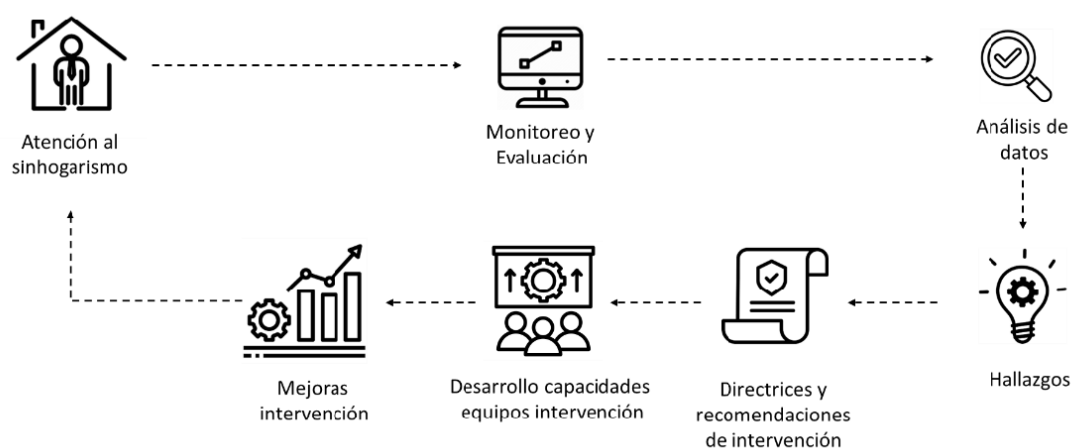 Atención al
sinhogarismo
Monitoreo y
Evaluación
Análisis de
datos
Hallazgos
Directrices y
recomendaciones
de intervención
Desarrollo capacidades
equipos intervención
Mejoras
intervención